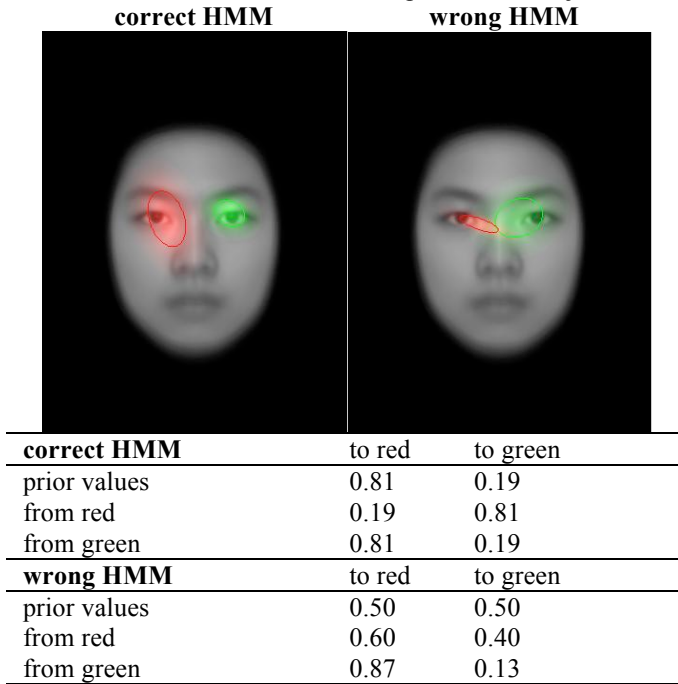 correct HMM wrong HMM
correct HMM to red to green
prior values 0.81 0.19
from red 0.19 0.81
from green 0.81 0.19
wrong HMM to red to green
prior values 0.50 0.50
from red 0.60 0.40
from green 0.87 0.13